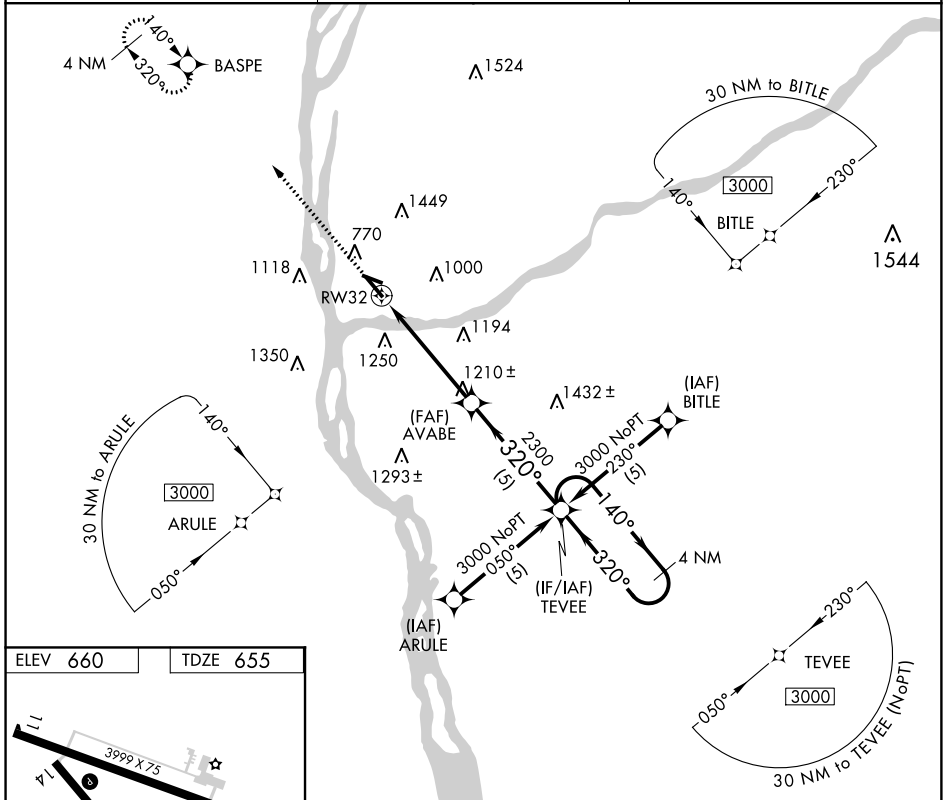 140°
4 NM
320°
BASPE
1524
30 NM to BITLE
3000
140°
230°
BITLE
1544
1449
770
1118
1000
RW32
1194
1250
1350
1210 ±
(FAF)
AVABE
1432 ±
(IAF)
BITLE
2300
320°
(5)
3000 NoPT
230°
(5)
1293 ±
30 NM to ARULE
140°
3000
ARULE
050°
3000 NoPT
050°
(5)
140°
320°
4 NM
(IF/IAF)
TEVEE
(IAF)
ARULE
230°
TEVEE
3000
050°
30 NM to TEVEE (NoPT)
ELEV 660
TDZE 655
11
3999 X 75
14
P